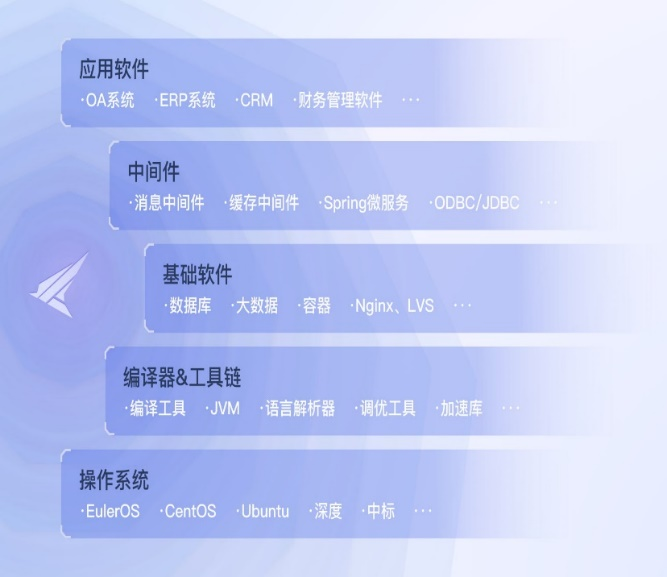 应用软件
·OA系统 ·ERP系统 ·CRM ·财务管理软件 ···
中间件
·消息中间件 ·缓存中间件 ·Spring微服务 ·ODBC/JDBC ···
基础软件
·数据库 ·大数据 ·容器 ·Nginx、LVS ···
编译器&工具链
·编译工具 ·JVM ·语言解析器 ·调优工具 ·加速库 ···
操作系统
·EulerOS ·CentOS ·Ubuntu ·深度 ·中标 ···